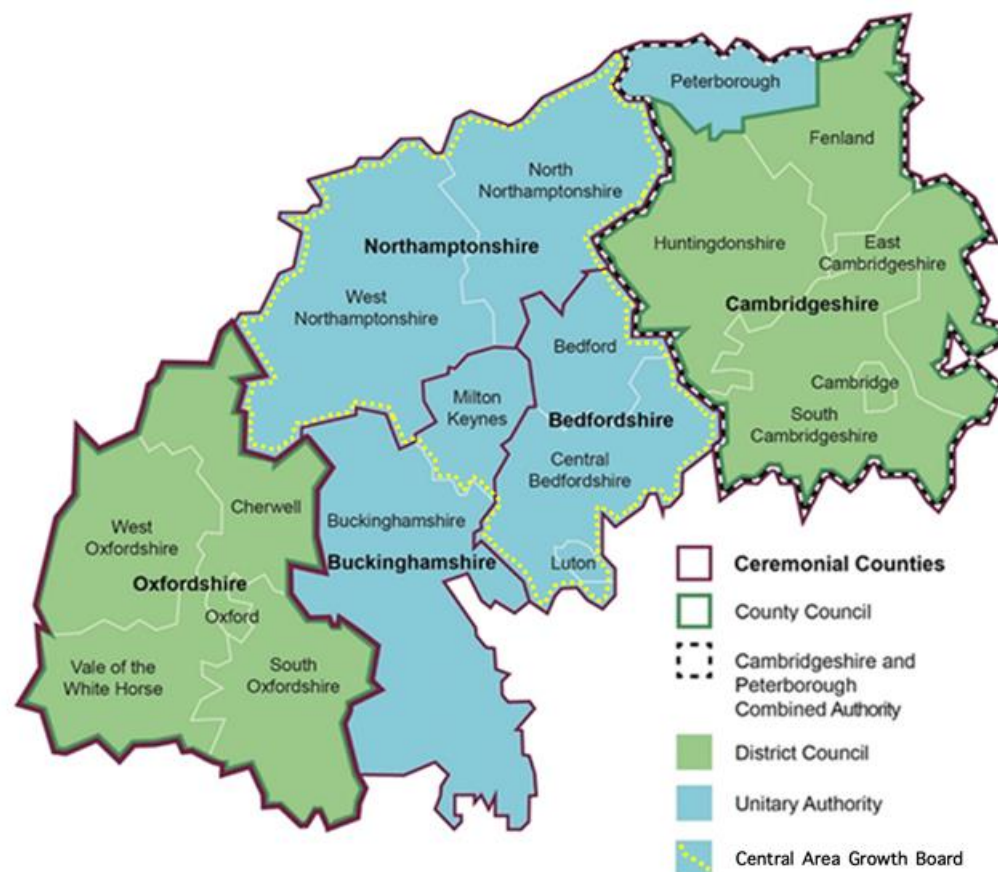 Peterborough
Fenland
North
Northamptonshire
Northamptonshire
Huntingdonshire
East
Cambridgeshire
West
Northamptonshire
Cambridgeshire
Bedford
Milton
Keynes
Cambridge
Bedfordshire
South
Cambridgeshire
Central
Bedfordshire
Cherwell
Buckinghamshire
West
Oxfordshire
Buckinghamshire
Luton
Oxfordshire
Oxford
Vale of the
White Horse
South
Oxfordshire
Ceremonial Counties
County Council
Cambridgeshire and
Peterborough
Combined Authority
District Council
Unitary Authority
Central Area Growth Board